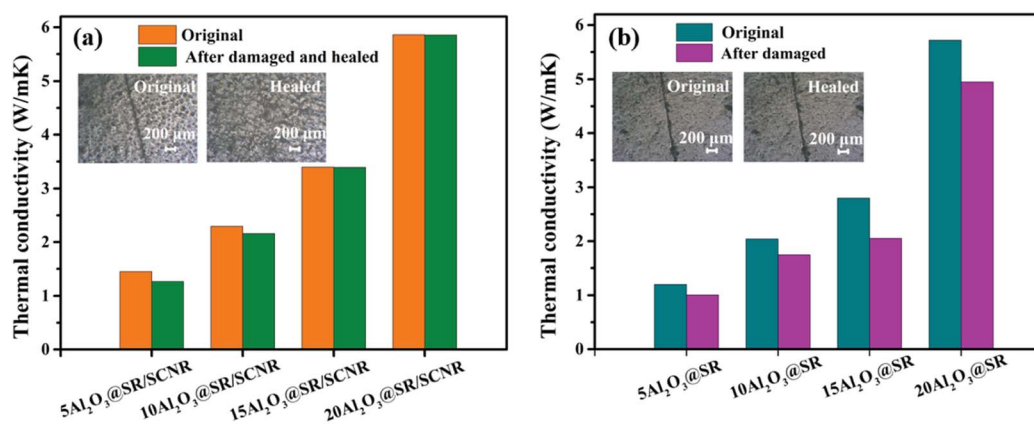 (a)
Original
After damaged and healed
Original
200 μm
Healed
200 μm
Thermal conductivity (W/mK)
6
5
4
3
2
1
0
5Al₂O₃@SR/SCNR
10Al₂O₃@SR/SCNR
15Al₂O₃@SR/SCNR
20Al₂O₃@SR/SCNR
(b)
Original
After damaged
Original
200 μm
Healed
200 μm
Thermal conductivity (W/mK)
6
5
4
3
2
1
0
5Al₂O₃@SR
10Al₂O₃@SR
15Al₂O₃@SR
20Al₂O₃@SR